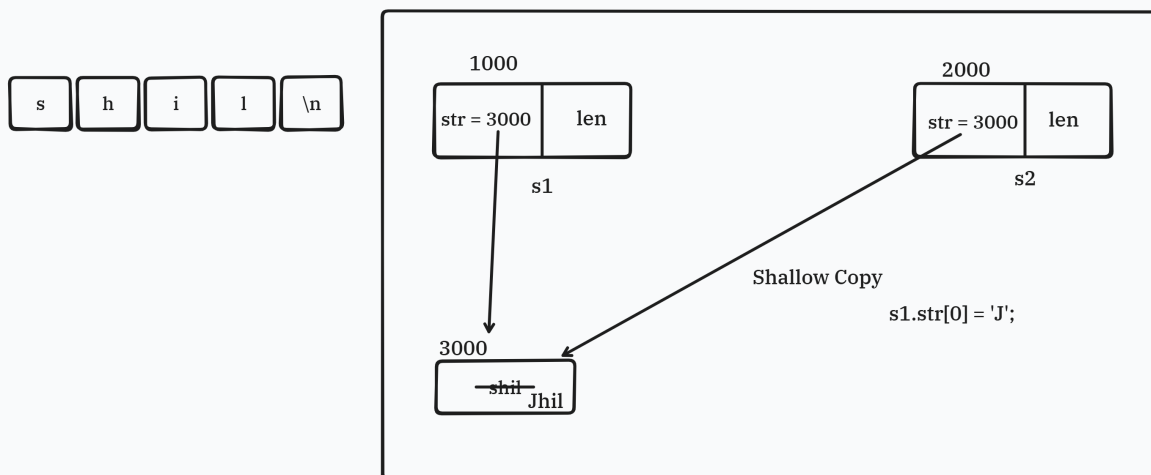 s h i l \n
1000
str = 3000 len
s1
2000
str = 3000 len
s2
Shallow Copy
s1.str[0] = 'J';
3000
shil
Jhil